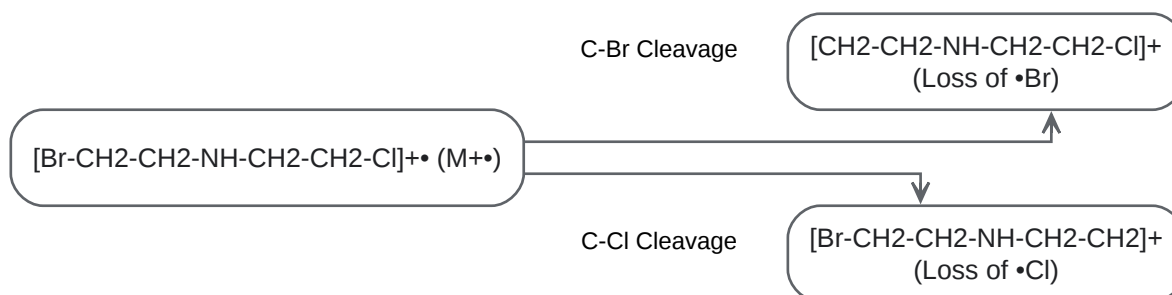 C-Br Cleavage
[CH2-CH2-NH-CH2-CH2-Cl]+
(Loss of •Br)
[Br-CH2-CH2-NH-CH2-CH2-Cl]+• (M+•)
C-Cl Cleavage
[Br-CH2-CH2-NH-CH2-CH2]+
(Loss of •Cl)